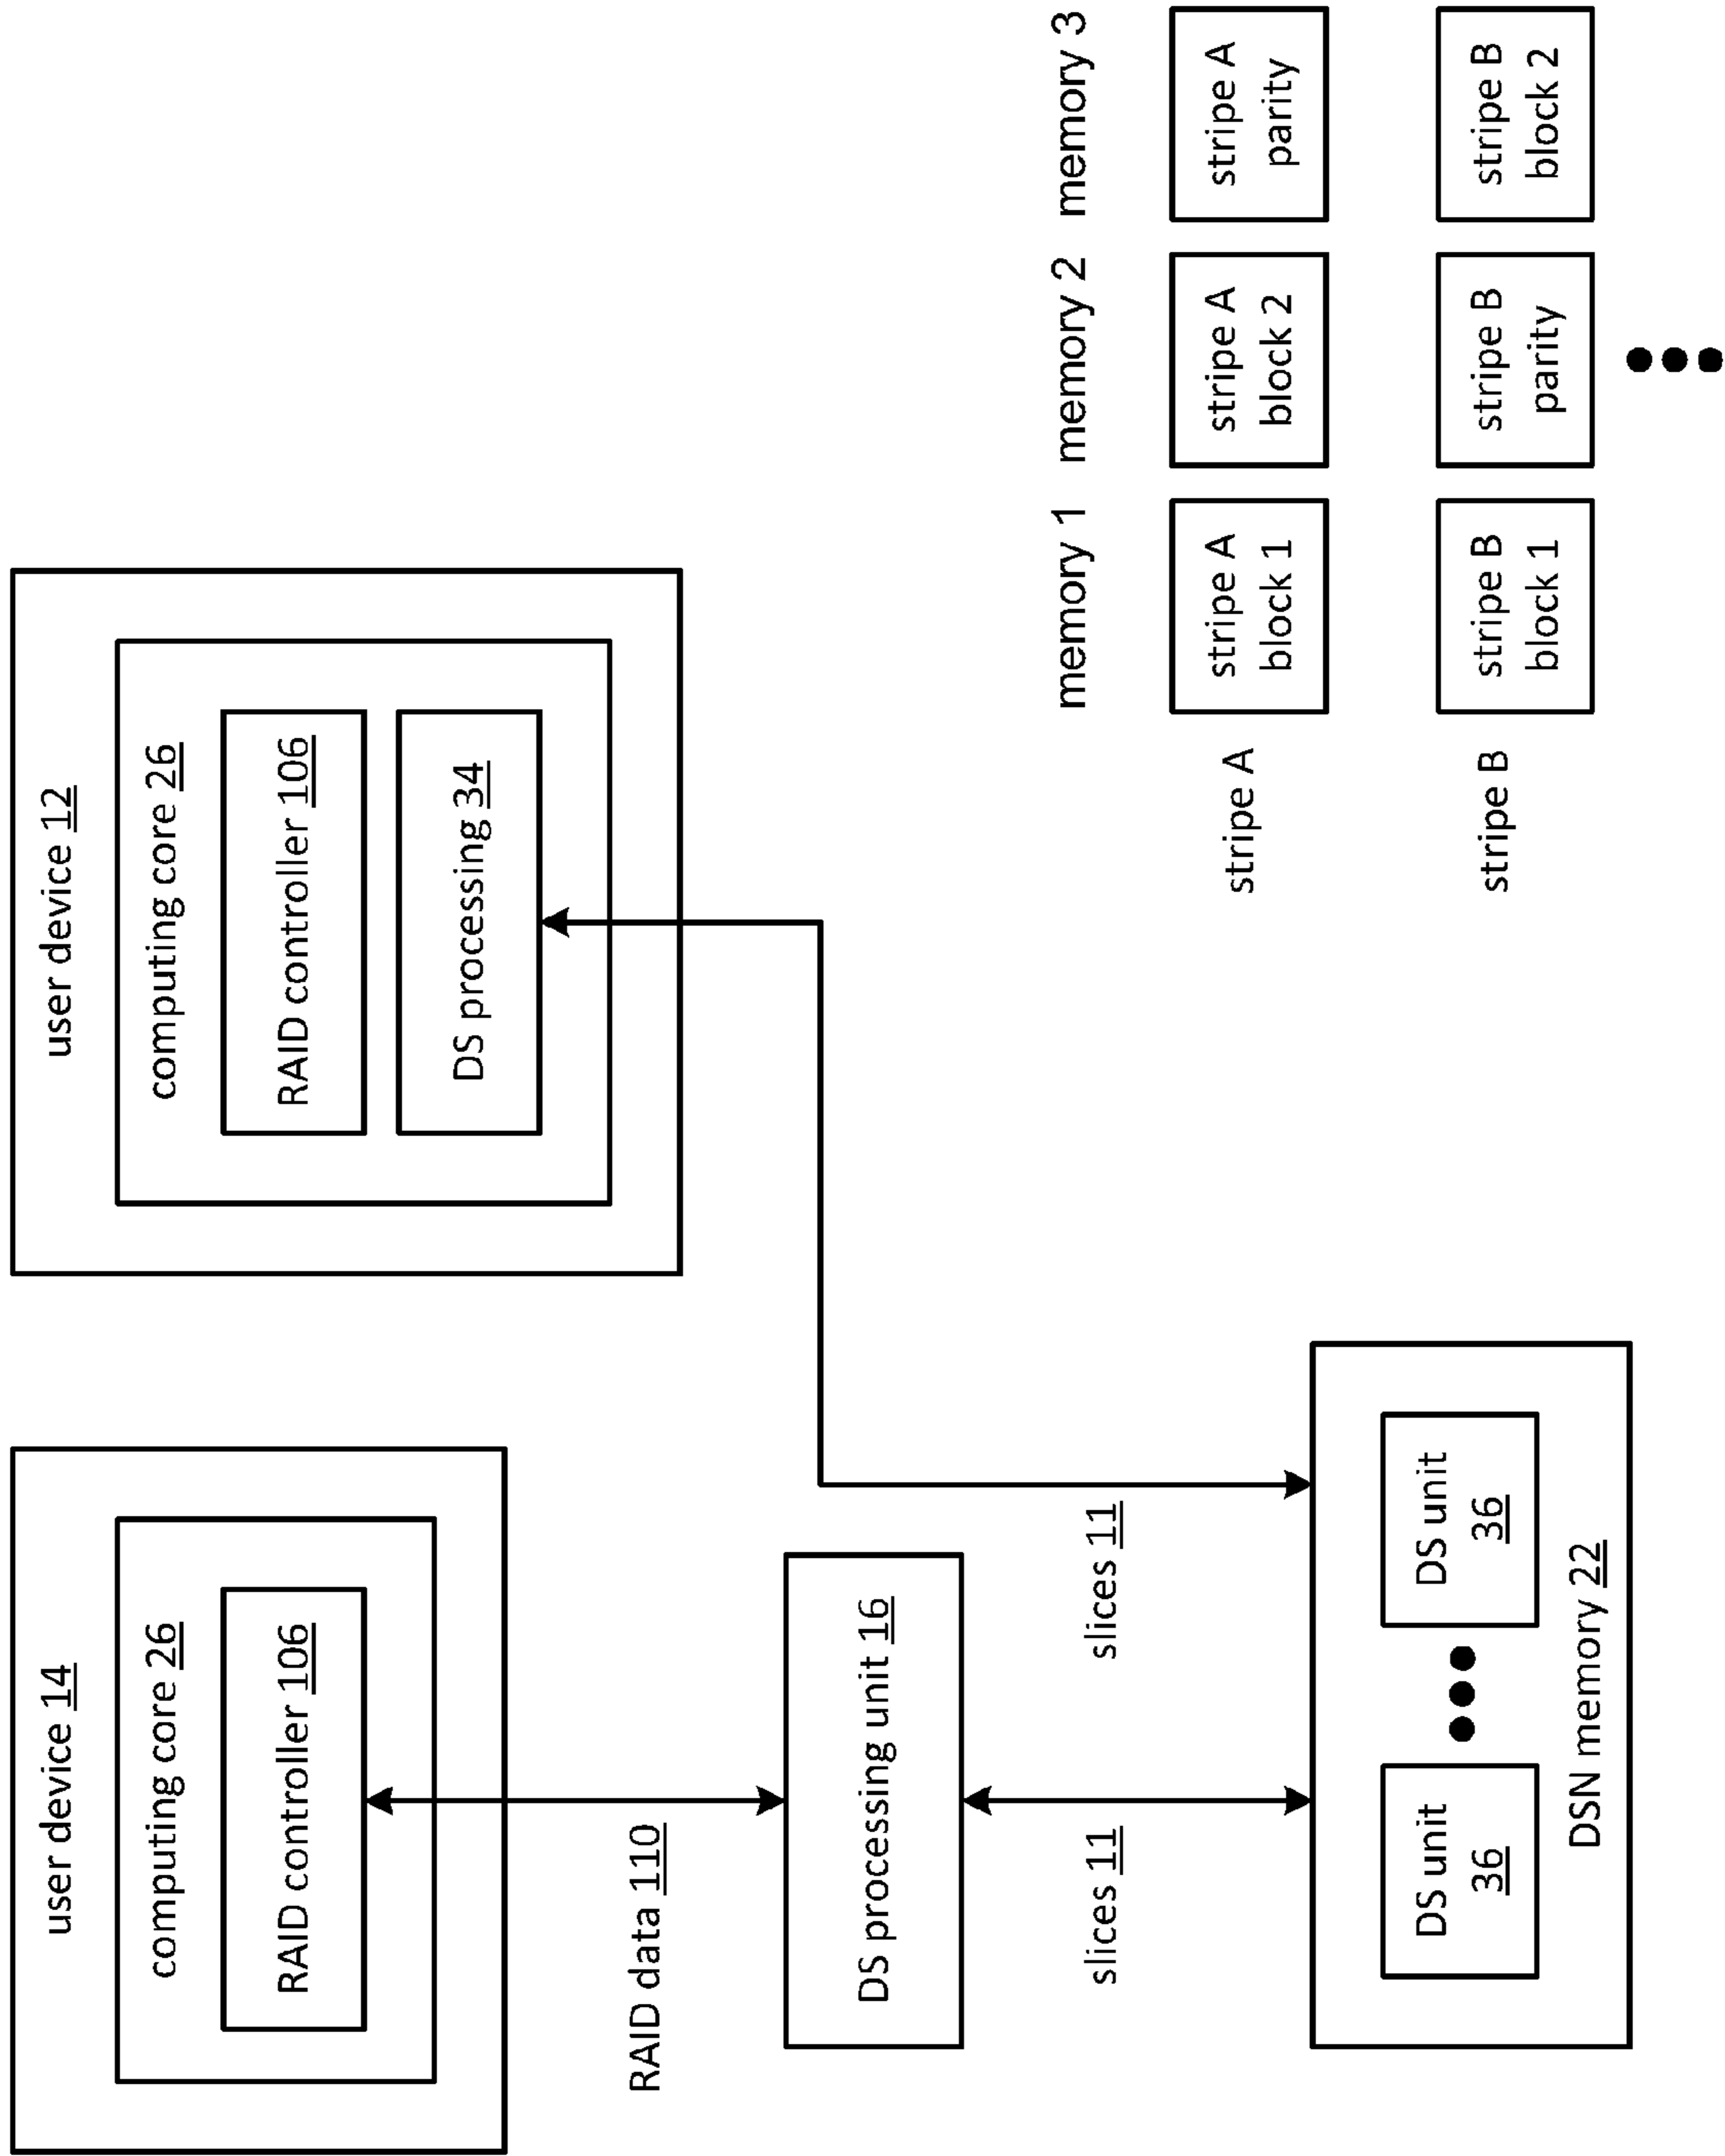 user device 14
computing core 26
RAID controller 106
RAID data 110
DS processing unit 16
slices 11
slices 11
DS unit
36
DS unit
36
DSN memory 22
user device 12
computing core 26
RAID controller 106
DS processing 34
memory 1
memory 2
memory 3
stripe A
stripe A
block 1
stripe A
block 2
stripe A
parity
stripe B
stripe B
block 1
stripe B
parity
stripe B
block 2